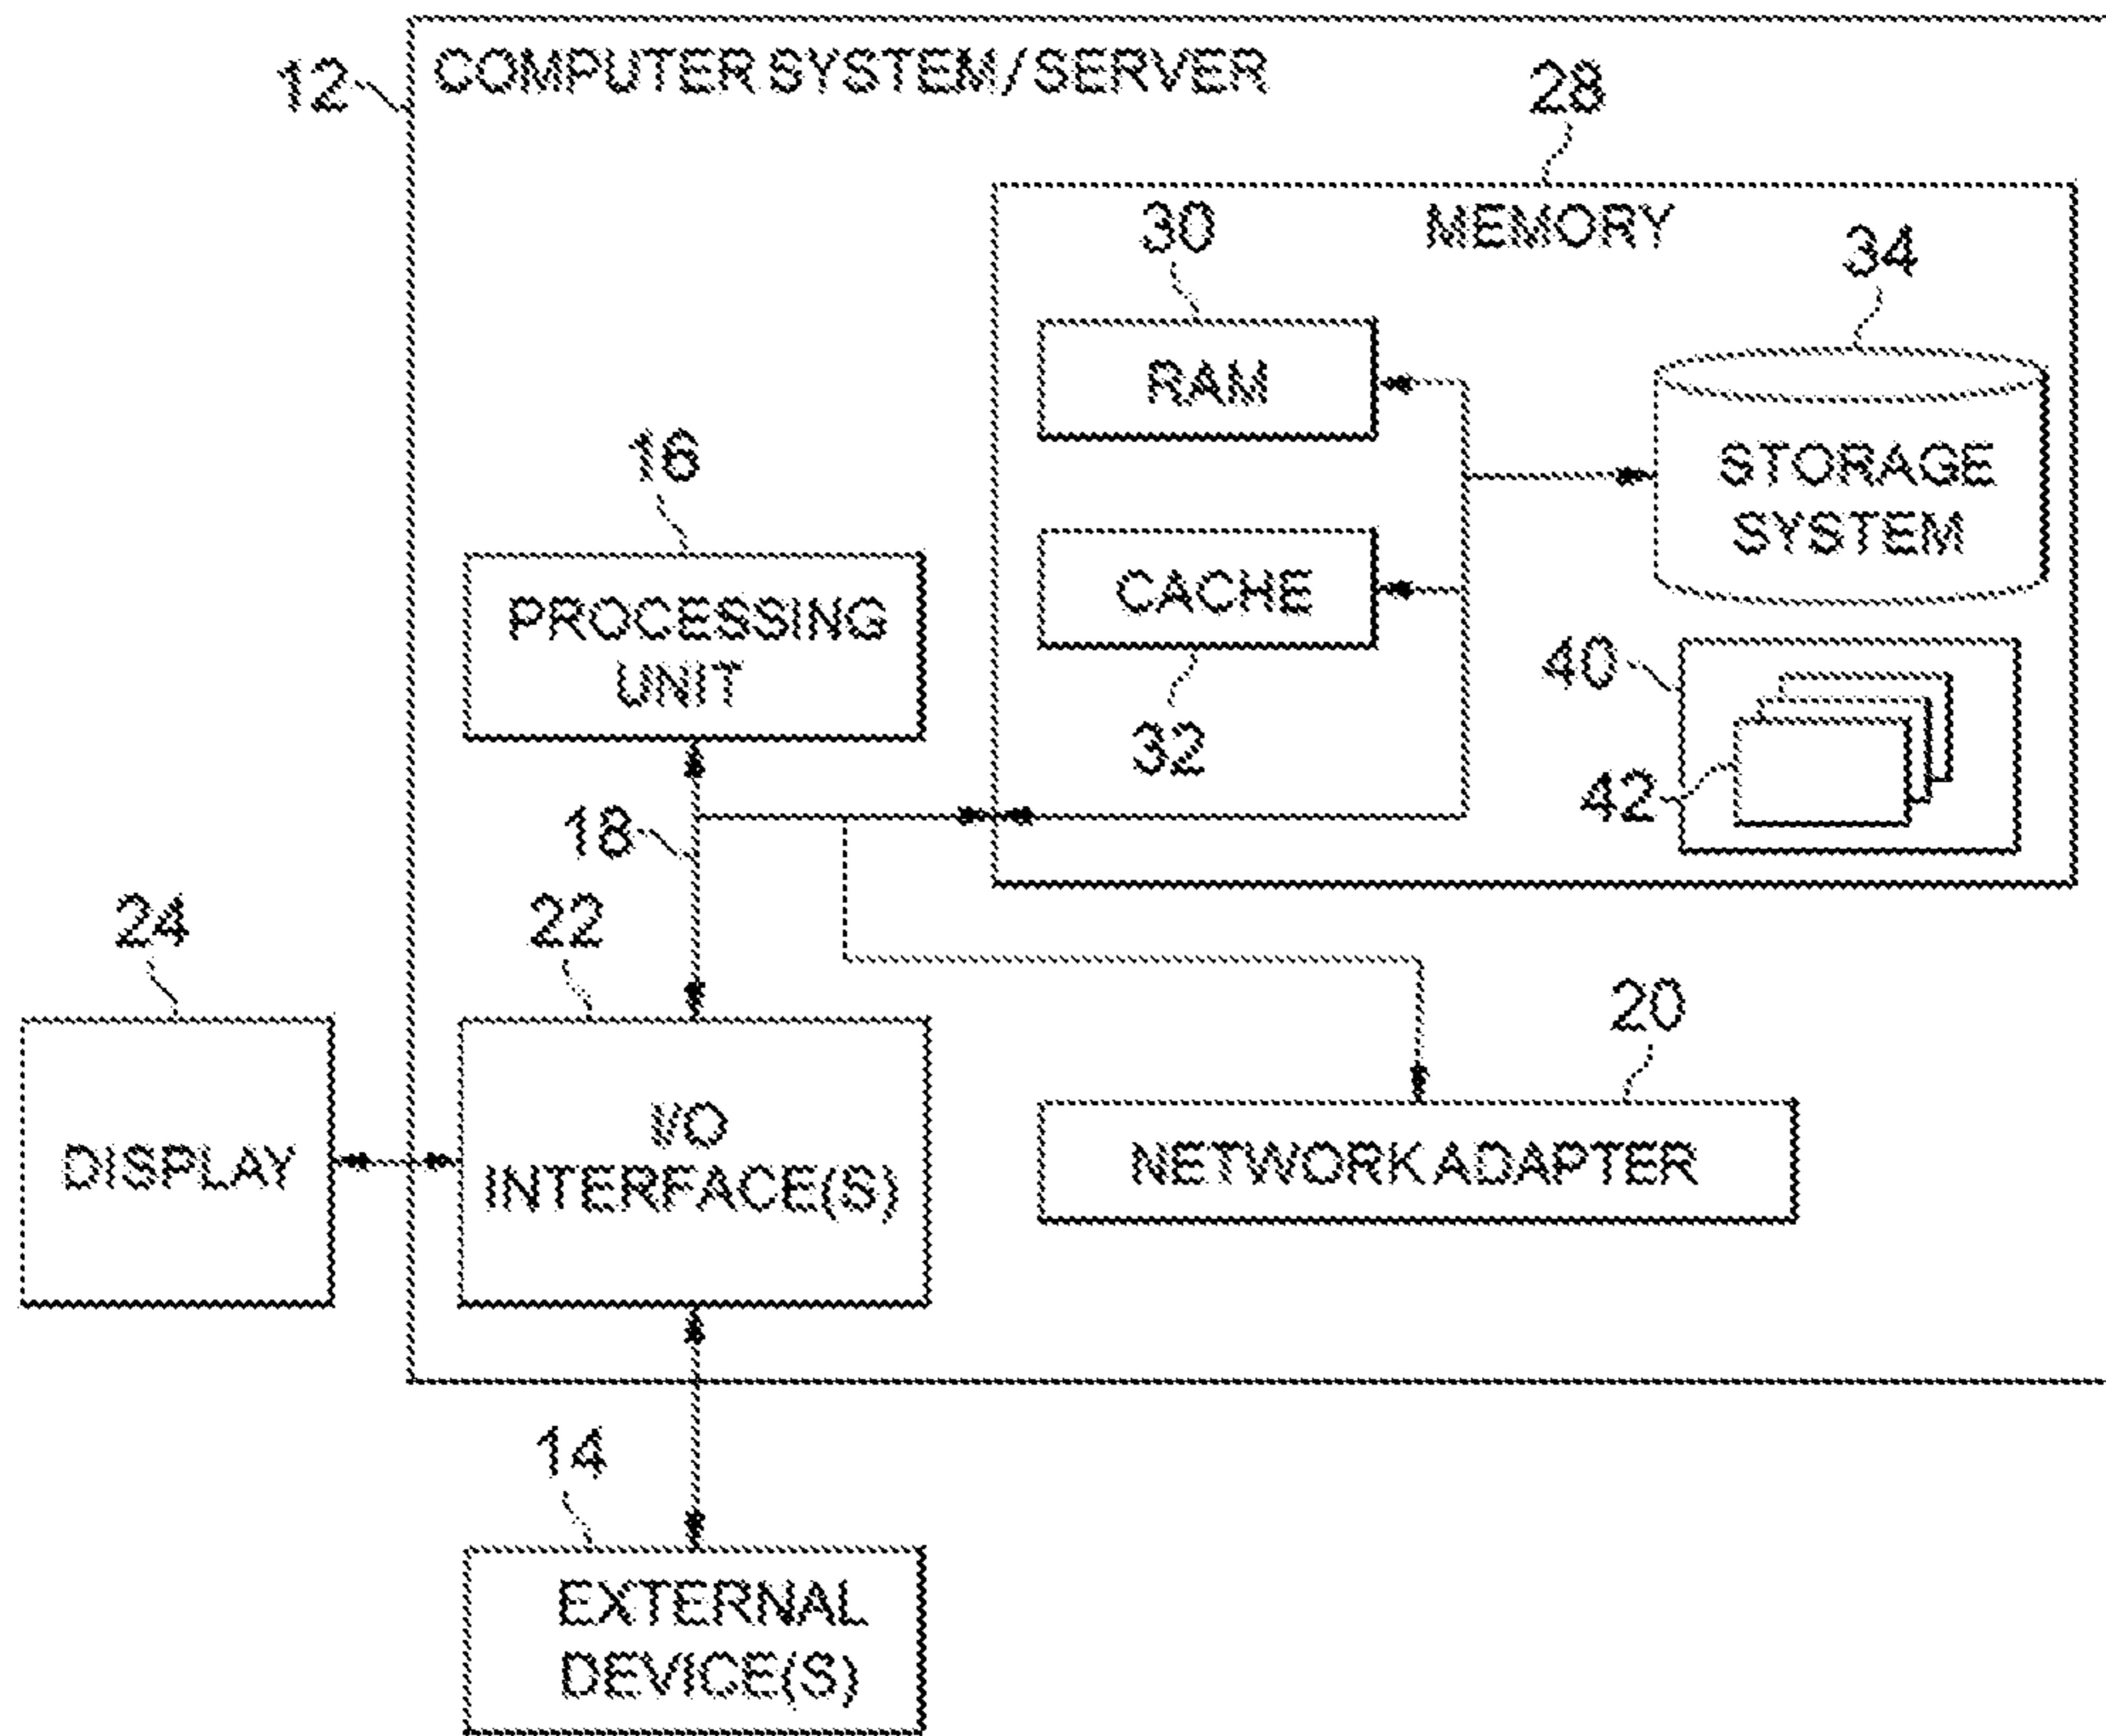 12
COMPUTER SYSTEM/SERVER
28
MEMORY
30
34
RAM
STORAGE
SYSTEM
16
PROCESSING
UNIT
CACHE
32
40
42
18
22
24
20
DISPLAY
I/O
INTERFACE(S)
NETWORK ADAPTER
14
EXTERNAL
DEVICE(S)